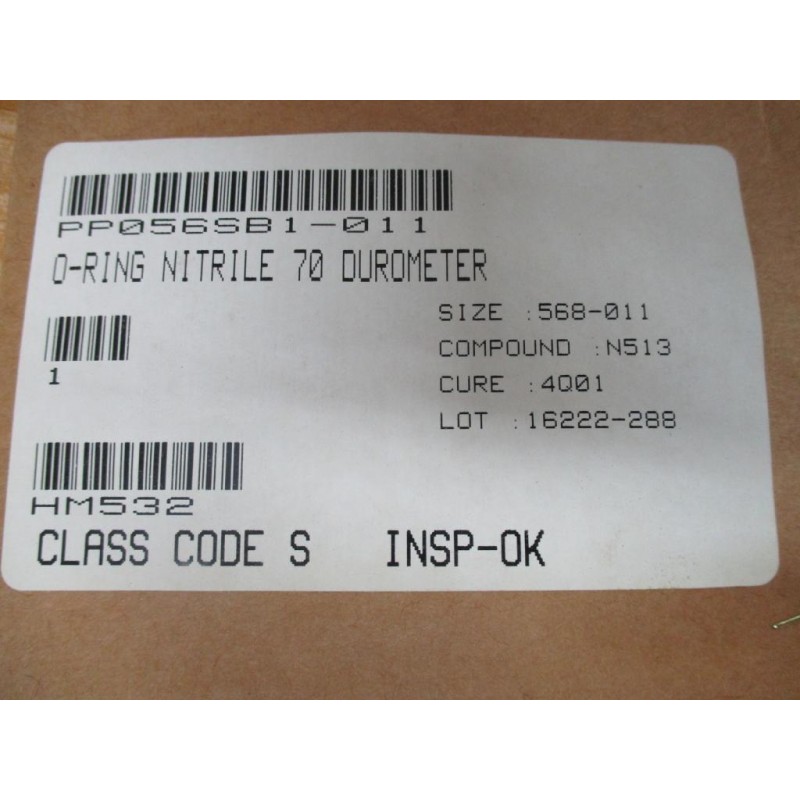 PP056SB1-011
O-RING NITRILE 70 DUROMETER
SIZE :568-011
COMPOUND :N513
CURE :4Q01
LOT :16222-288
1
HM532
CLASS CODE S INSP-OK